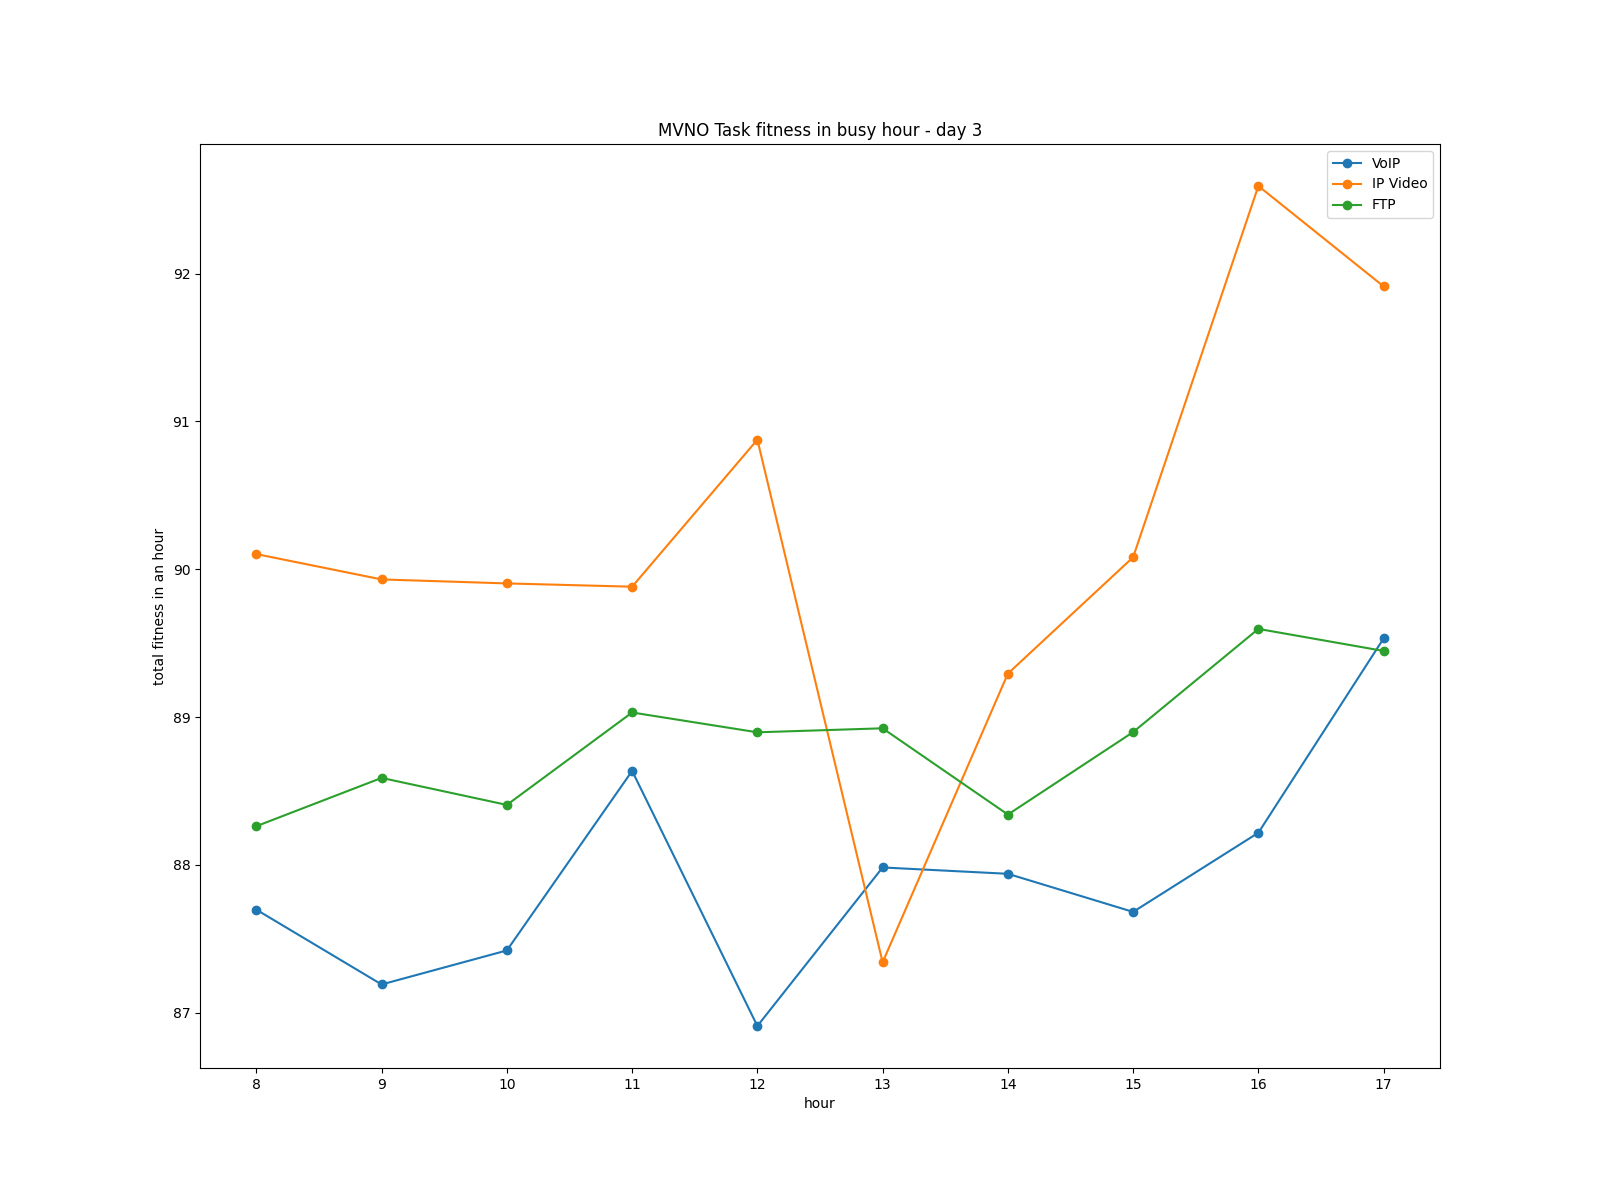 MVNO Task fitness in busy hour - day 3
VoIP
IP Video
FTP
total fitness in an hour
92
91
90
89
88
87
8 9 10 11 12 13 14 15 16 17
hour